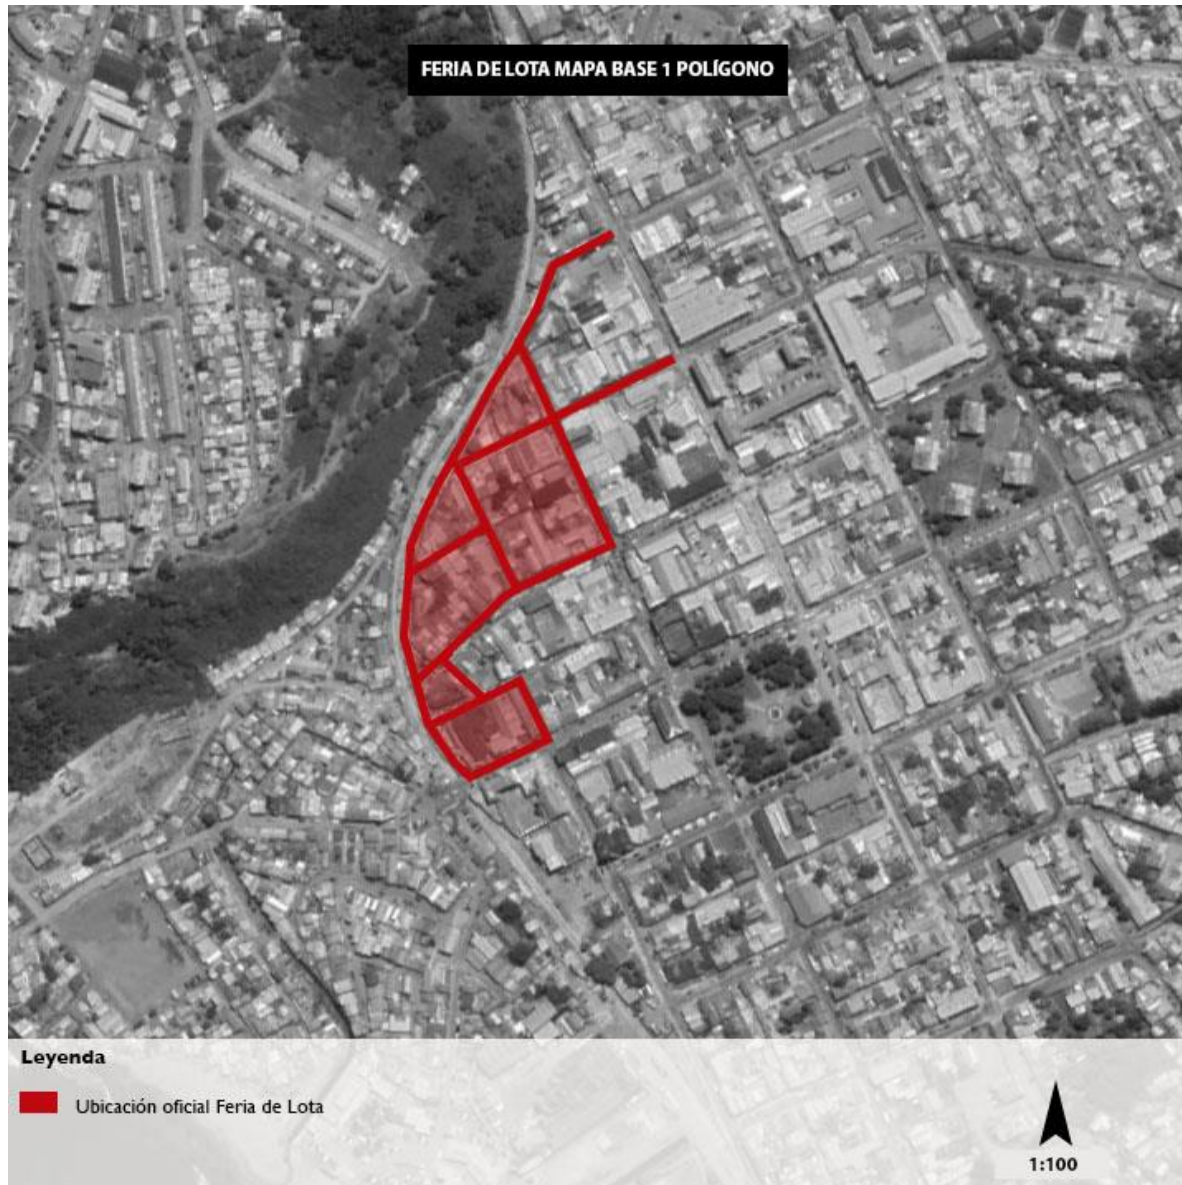 FERIA DE LOTA MAPA BASE 1 POLÍGONO
Leyenda
Ubicación oficial Feria de Lota
1:100